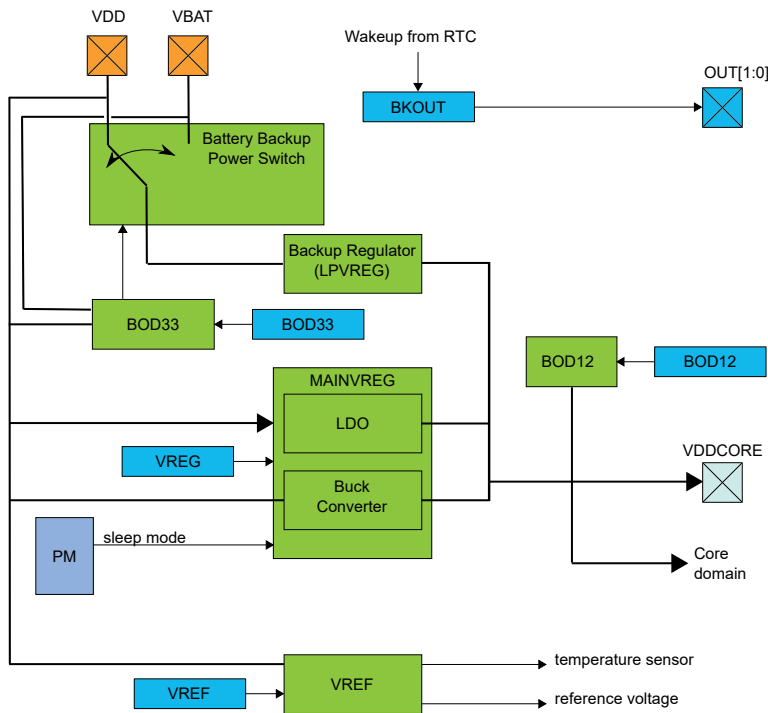 VDD
VBAT
Wakeup from RTC
OUT[1:0]
BKOUT
Battery Backup
Power Switch
Backup Regulator
(LPVREG)
BOD33
BOD33
BOD12
BOD12
MAINVREG
LDO
VREG
VDDCORE
Buck
Converter
sleep mode
PM
Core
domain
temperature sensor
VREF
VREF
reference voltage